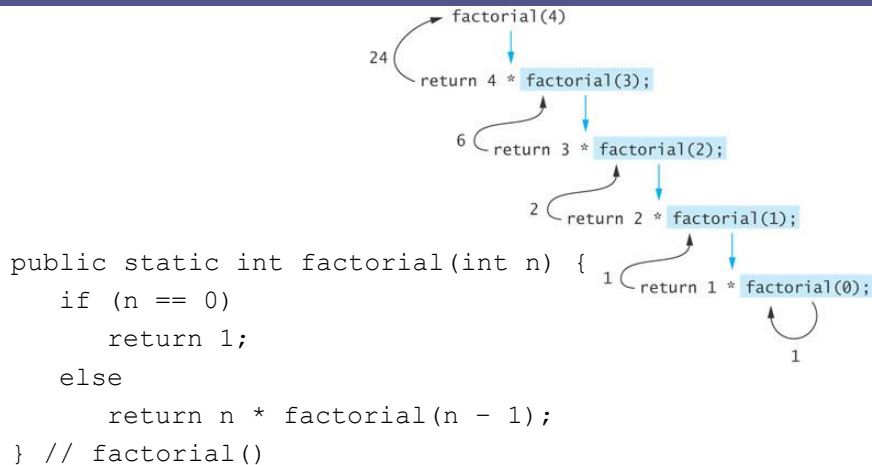 factorial(4)
24
return 4 * factorial(3);
6
return 3 * factorial(2);
2
return 2 * factorial(1);
1
return 1 * factorial(0);
1
public static int factorial(int n) {
if (n == 0)
return 1;
else
return n * factorial(n – 1);
} // factorial()